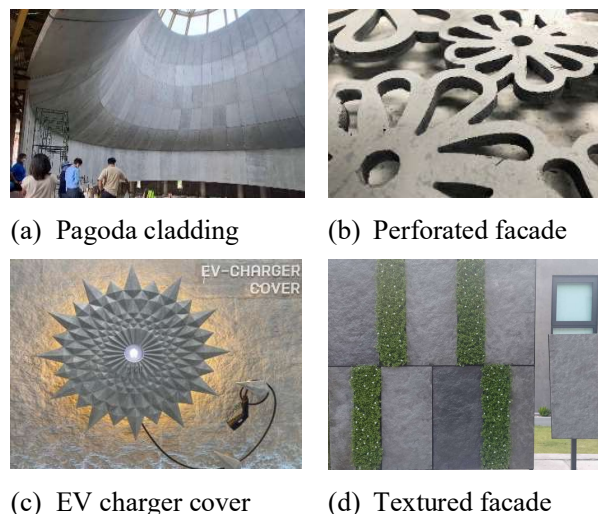 (a) Pagoda cladding
(b) Perforated facade
EV-CHARGER
COVER
(c) EV charger cover
(d) Textured facade